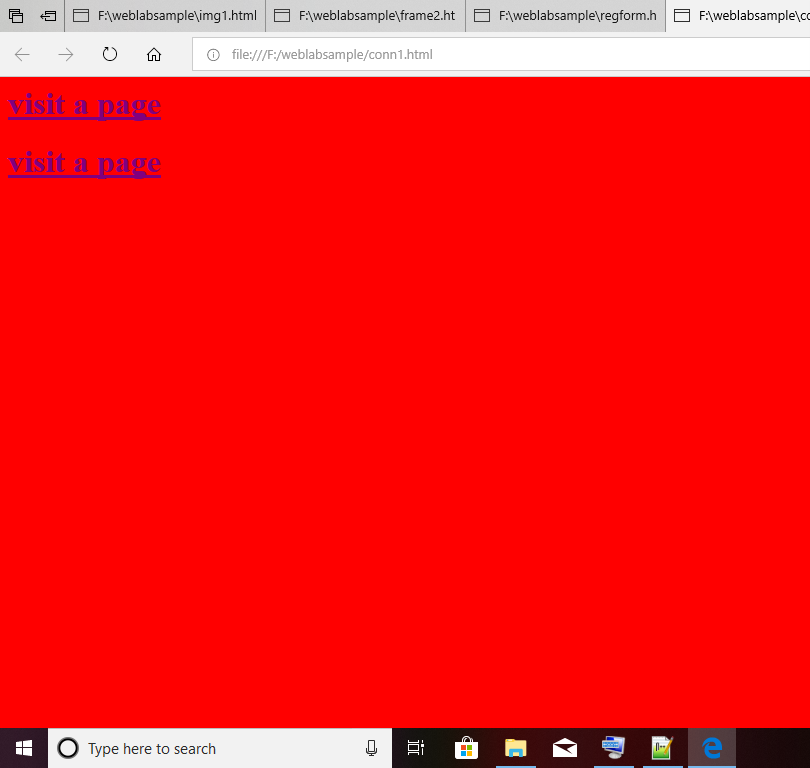 F:\weblabsample\img1.html F:\weblabsample\frame2.ht F:\weblabsample\regform.h F:\weblabsample\co
file:///F:/weblabsample/conn1.html
visit a page
visit a page
Type here to search